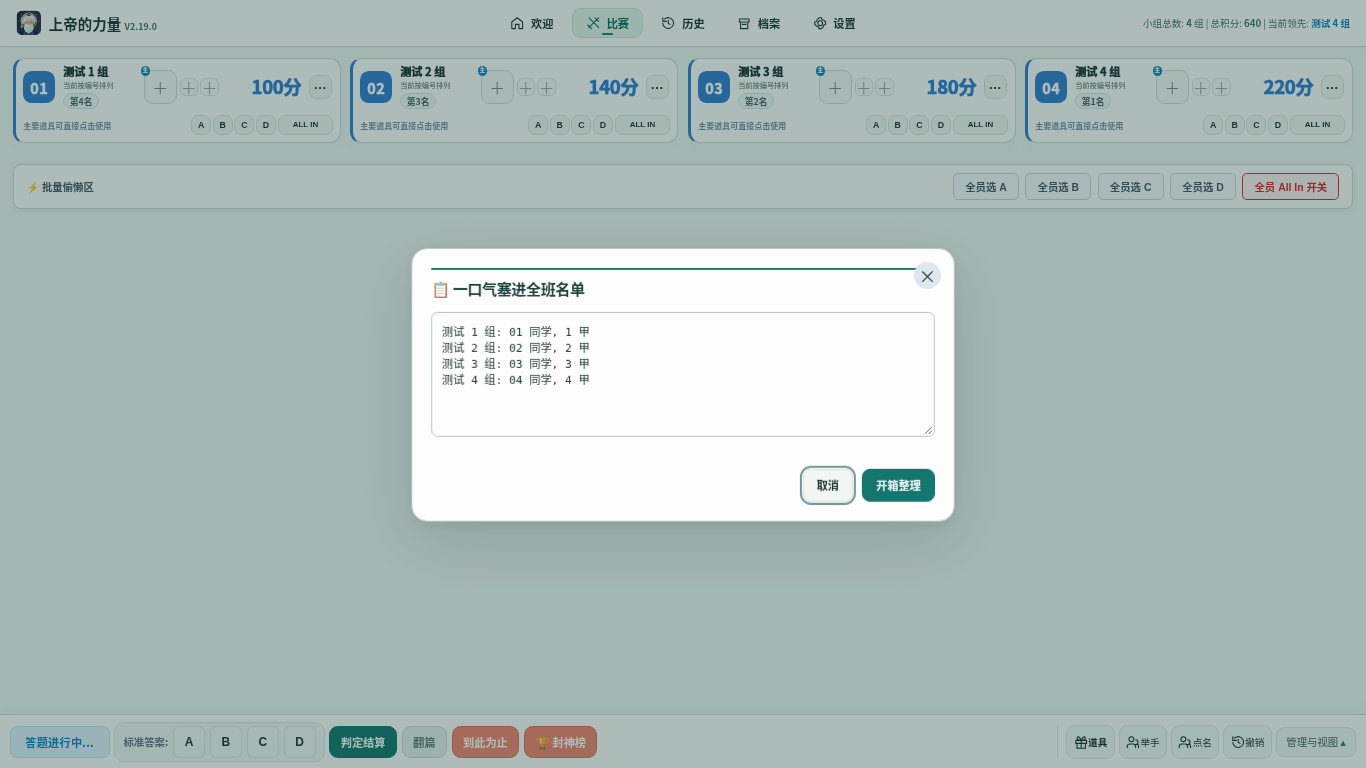 上帝的力量 V2.19.0
欢迎
比赛
历史
档案
设置
小组总数: 4 组 | 总积分: 640 | 当前领先: 测试 4 组
01
测试 1 组
当前按编号排列
第4名
主
100分
...
主要道具可直接点击使用
A B C D ALL IN
02
测试 2 组
当前按编号排列
第3名
主
140分
...
主要道具可直接点击使用
A B C D ALL IN
03
测试 3 组
当前按编号排列
第2名
主
180分
...
主要道具可直接点击使用
A B C D ALL IN
04
测试 4 组
当前按编号排列
第1名
主
220分
...
主要道具可直接点击使用
A B C D ALL IN
⚡ 批量偷懒区
全员选 A
全员选 B
全员选 C
全员选 D
全员 All In 开关
📋 一口气塞进全班名单
测试 1 组: 01 同学, 1 甲
测试 2 组: 02 同学, 2 甲
测试 3 组: 03 同学, 3 甲
测试 4 组: 04 同学, 4 甲
取消
开箱整理
答题进行中...
标准答案: A B C D
判定结算
翻篇
到此为止
🏆 封神榜
道具
举手
点名
撤销
管理与视图 ▴